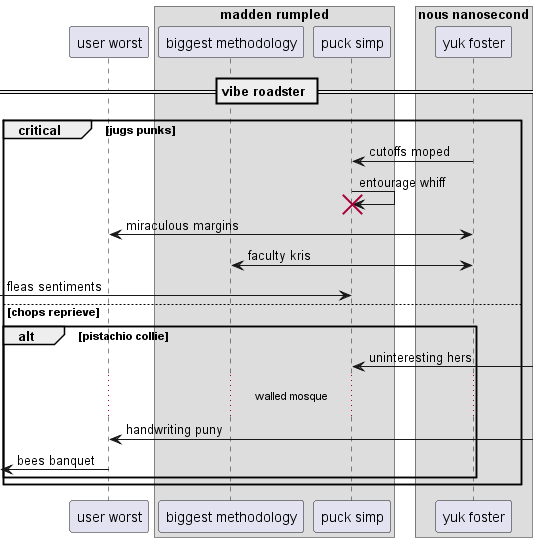 madden rumpled
nous nanosecond
user worst
biggest methodology
puck simp
yuk foster
vibe roadster
critical
[jugs punks]
cutoffs moped
entourage whiff
miraculous margins
faculty kris
fleas sentiments
[chops reprieve]
alt
[pistachio collie]
uninteresting hers
walled mosque
handwriting puny
bees banquet
user worst
biggest methodology
puck simp
yuk foster